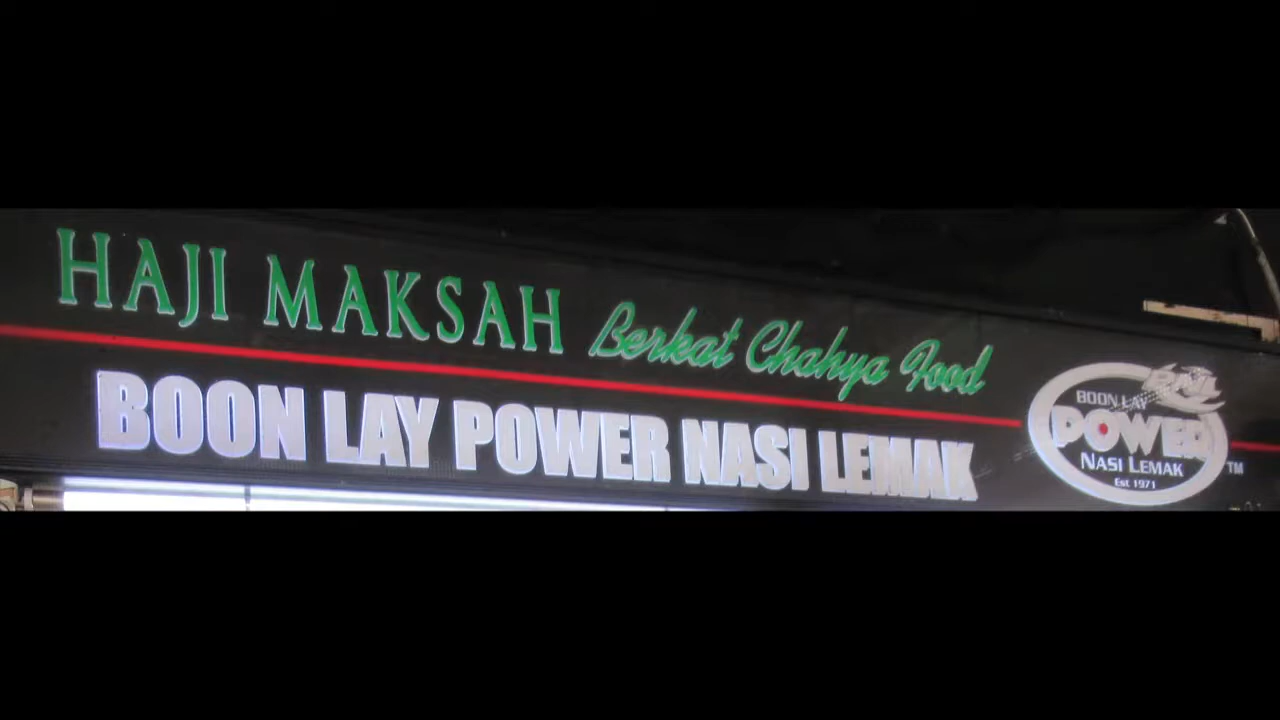 HAJI MAKSAH Berkat Chahya Food
BOON LAY POWER NASI LEMAK
BOON LAY
POWER
NASI LEMAK
Est 1971
TM